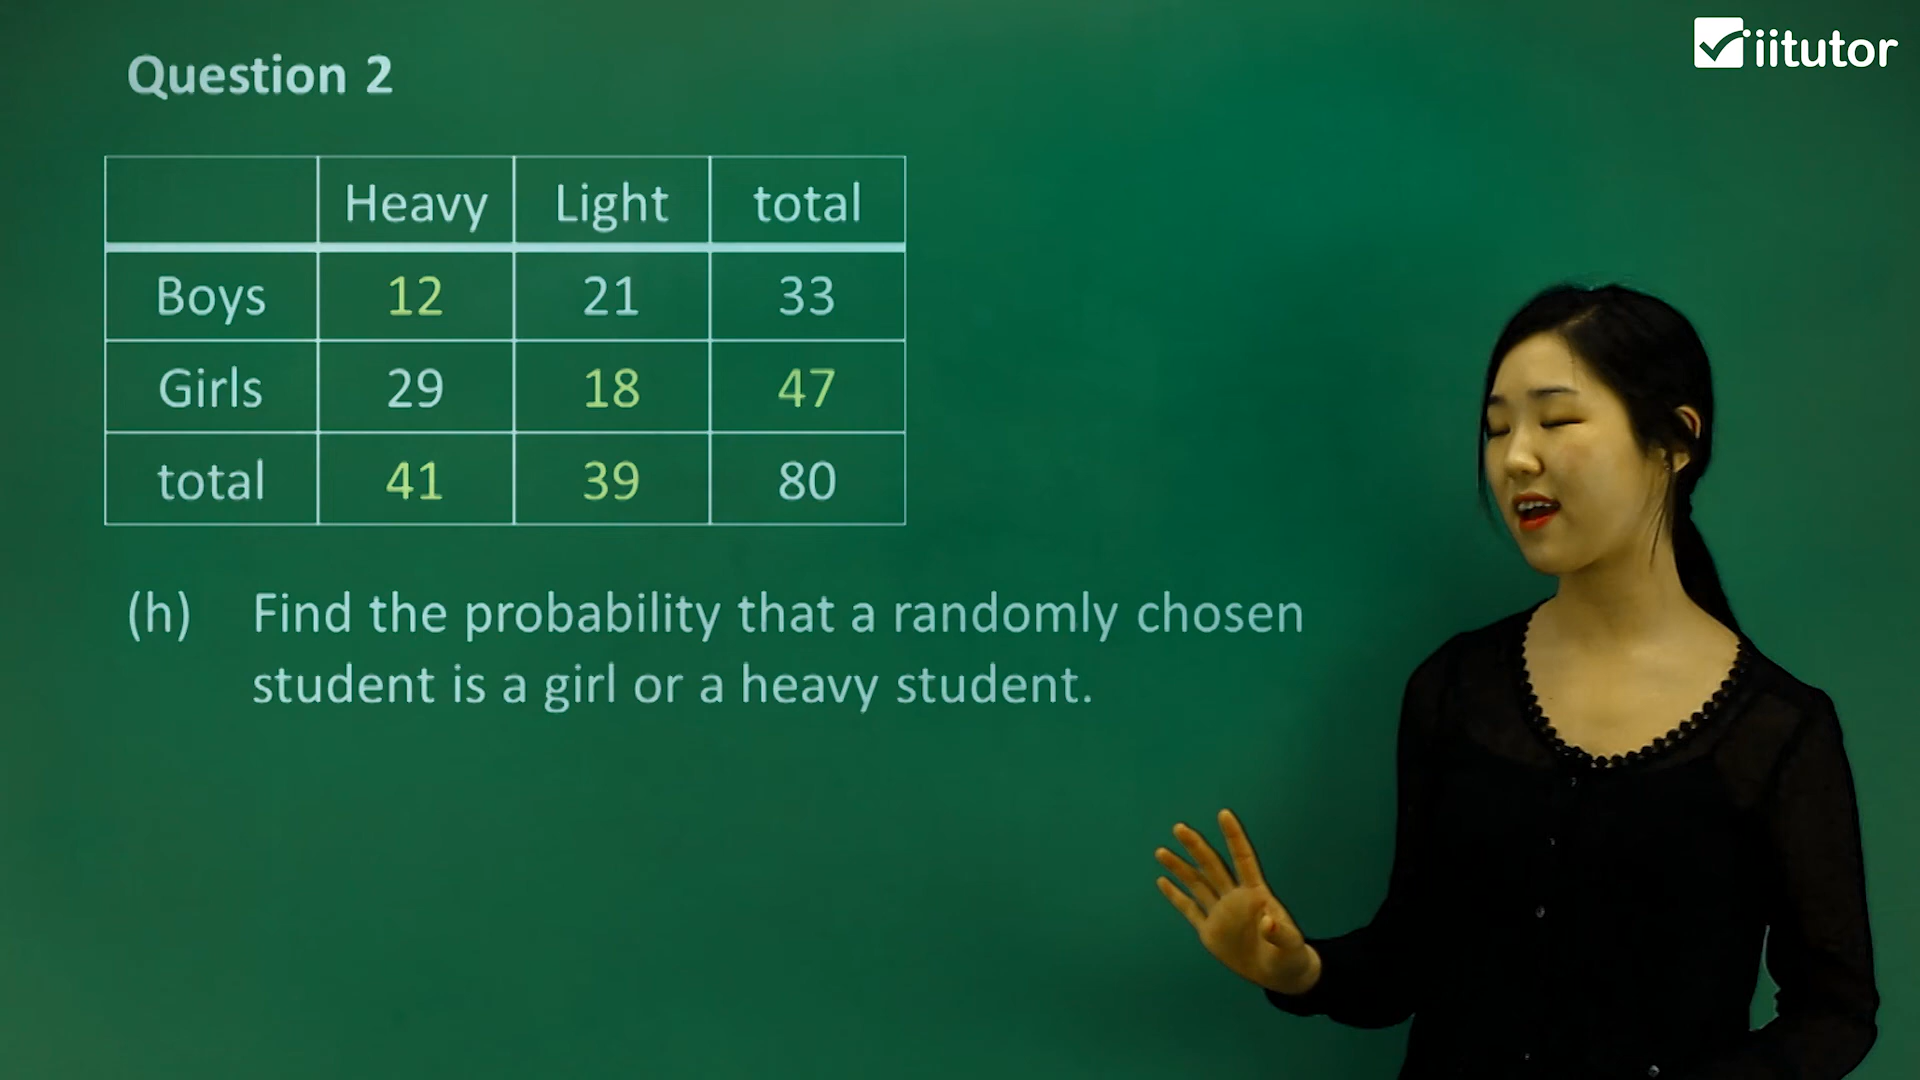 iitutor
Question 2
Heavy Light total
Boys 12 21 33
Girls 29 18 47
total 41 39 80
(h) Find the probability that a randomly chosen
student is a girl or a heavy student.